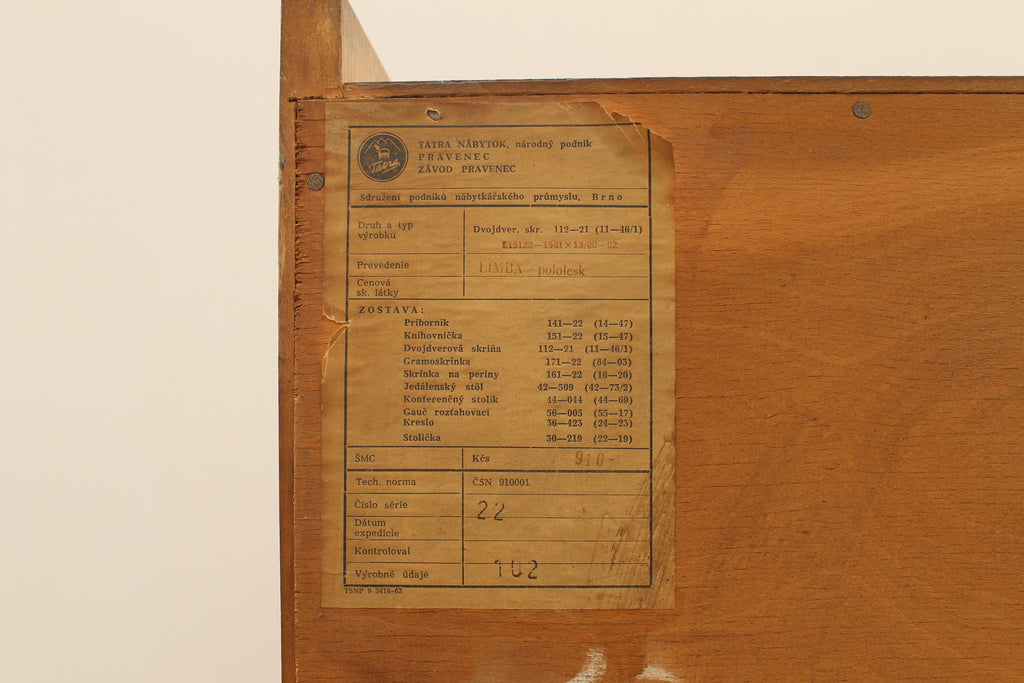 Tatra
TATRA NÁBYTOK, národný podnik
PRAVENEC
ZÁVOD PRAVENEC
Sdružení podniků nábytkářského průmyslu, Brno
Druh a typ výrobku Dvojdver. skr. 112—21 (11—46/1)
Prevedenie LIMBA - pololesk
Cenová sk. látky
ZOSTAVA:
Príborník 141—22 (14—47)
Knihovnička 151—22 (15—47)
Dvojdverová skriňa 112—21 (11—46/1)
Gramoskrinka 171—22 (84—03)
Skrinka na periny 161—22 (16—20)
Jedálenský stôl 42—509 (42—73/2)
Konferenčný stolík 44—044 (44—69)
Gauč rozťahovací 56—005 (55—17)
Kreslo 36—423 (24—23)
Stolička 30—219 (22—19)
ŠMC Kčs 910-
Tech. norma ČSN 910001
Číslo série 22
Dátum expedície
Kontroloval
Výrobné údaje 102
TSNP 9 3416-63